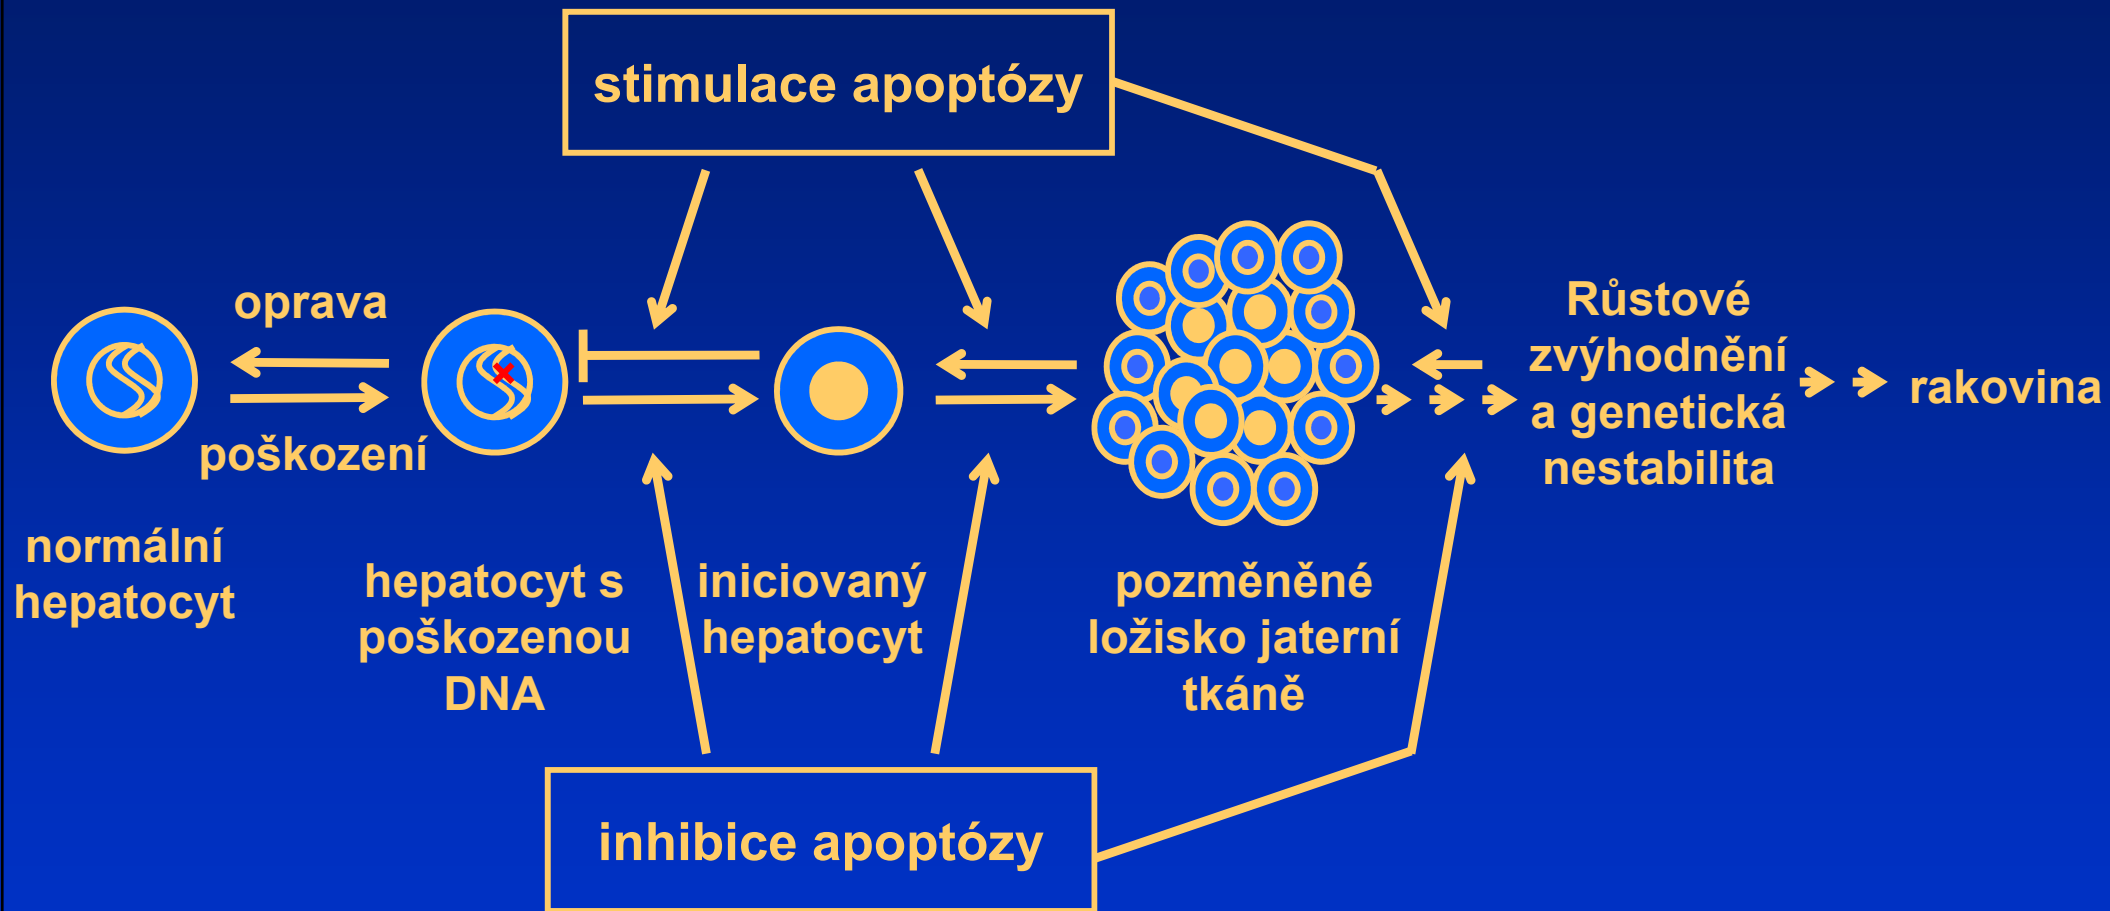 stimulace apoptózy
oprava
poškození
normální
hepatocyt
hepatocyt s
poškozenou
DNA
iniciovaný
hepatocyt
pozměněné
ložisko jaterní
tkáně
Růstové
zvýhodnění
a genetická
nestabilita
rakovina
inhibice apoptózy